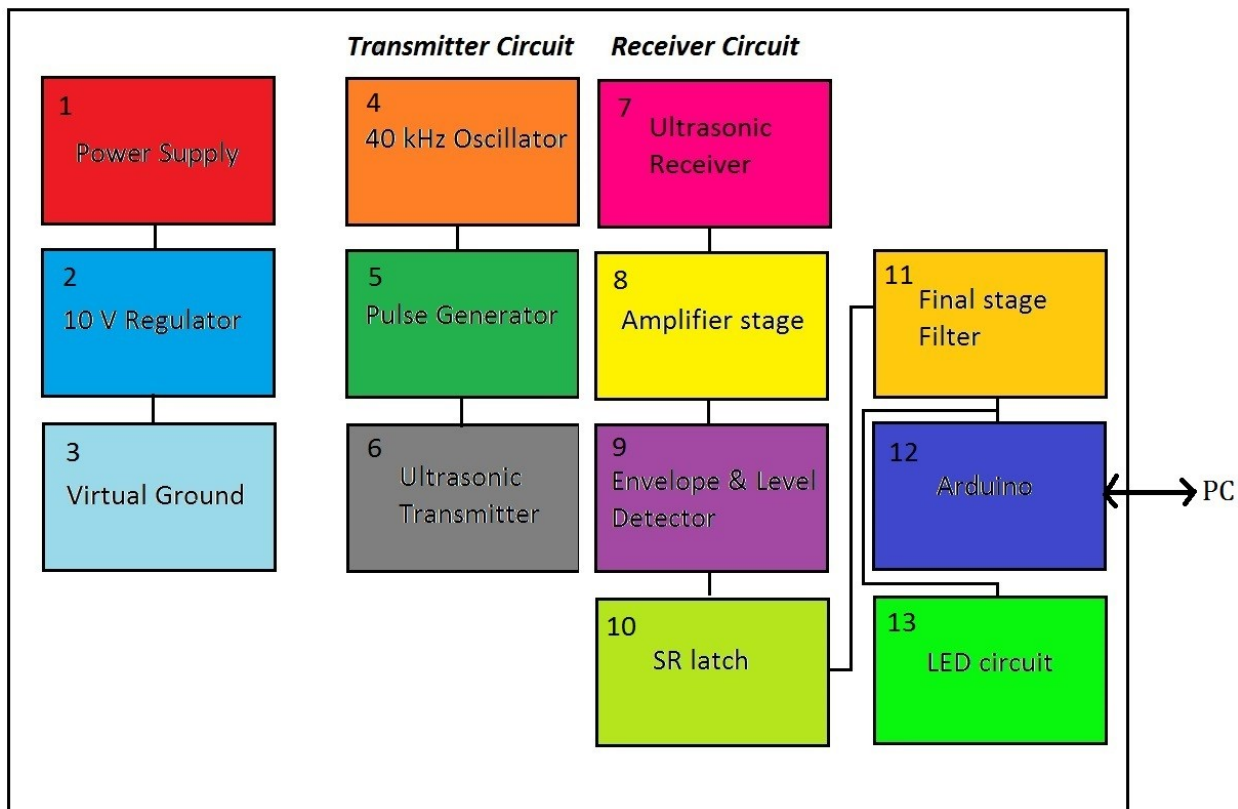 Transmitter Circuit
Receiver Circuit
1
Power Supply
2
10 V Regulator
3
Virtual Ground
4
40 kHz Oscillator
5
Pulse Generator
6
Ultrasonic
Transmitter
7
Ultrasonic
Receiver
8
Amplifier stage
9
Envelope & Level
Detector
10
SR latch
11
Final stage
Filter
12
Arduino
PC
13
LED circuit